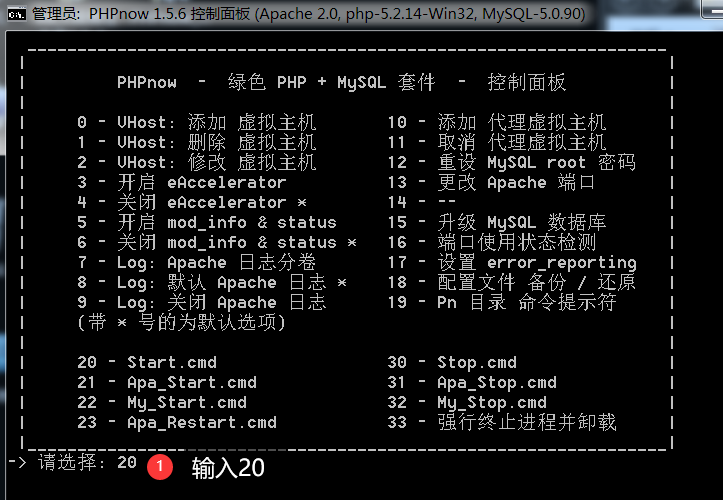 管理员: PHPnow 1.5.6 控制面板 (Apache 2.0, php-5.2.14-Win32, MySQL-5.0.90)
PHPnow - 绿色 PHP + MySQL 套件 - 控制面板
0 - VHost: 添加 虚拟主机 10 - 添加 代理虚拟主机
1 - VHost: 删除 虚拟主机 11 - 取消 代理虚拟主机
2 - VHost: 修改 虚拟主机 12 - 重设 MySQL root 密码
3 - 开启 eAccelerator 13 - 更改 Apache 端口
4 - 关闭 eAccelerator * 14 - --
5 - 开启 mod_info & status 15 - 升级 MySQL 数据库
6 - 关闭 mod_info & status * 16 - 端口使用状态检测
7 - Log: Apache 日志分卷 17 - 设置 error_reporting
8 - Log: 默认 Apache 日志 * 18 - 配置文件 备份 / 还原
9 - Log: 关闭 Apache 日志 19 - Pn 目录 命令提示符
(带 * 号的为默认选项)
20 - Start.cmd 30 - Stop.cmd
21 - Apa_Start.cmd 31 - Apa_Stop.cmd
22 - My_Start.cmd 32 - My_Stop.cmd
23 - Apa_Restart.cmd 33 - 强行终止进程并卸载
-> 请选择: 20 1 输入20